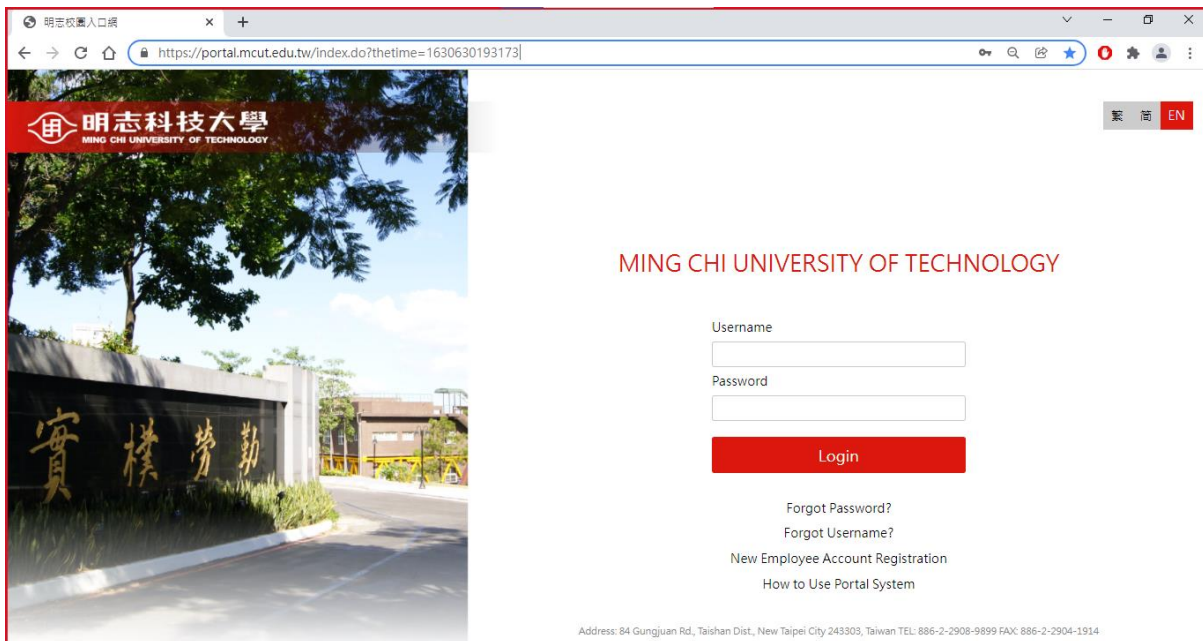 明志校園入口網
https://portal.mcut.edu.tw/index.do?thetime=1630630193173
明志科技大學
MING CHI UNIVERSITY OF TECHNOLOGY
繁 简 EN
MING CHI UNIVERSITY OF TECHNOLOGY
Username
Password
Login
Forgot Password?
Forgot Username?
New Employee Account Registration
How to Use Portal System
實樸勞勤
Address: 84 Gungjuan Rd., Taishan Dist., New Taipei City 243303, Taiwan TEL: 886-2-2908-9899 FAX: 886-2-2904-1914